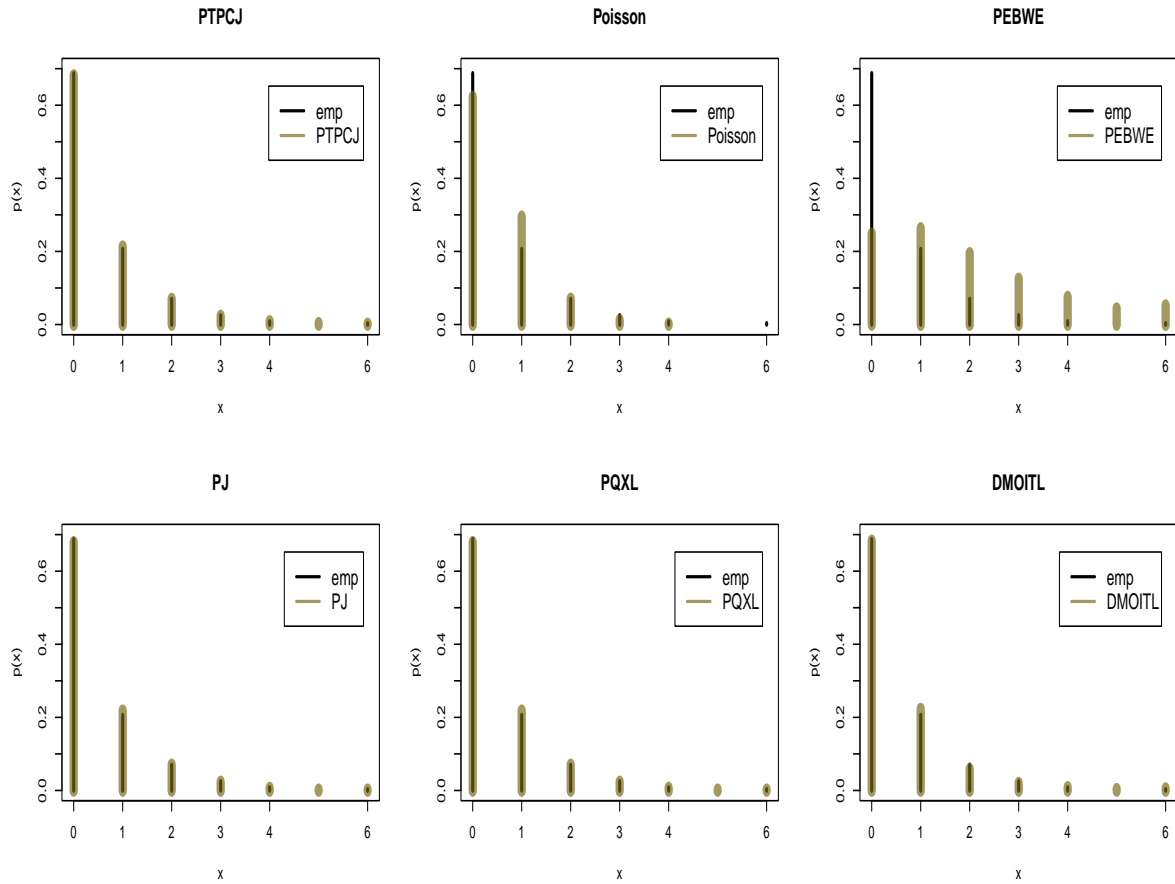 PTPCJ
p(x)
0.0
0.2
0.4
0.6
emp
PTPCJ
0 1 2 3 4 6
x
Poisson
p(x)
0.0
0.2
0.4
0.6
emp
Poisson
0 1 2 3 4 6
x
PEBWE
p(x)
0.0
0.2
0.4
0.6
emp
PEBWE
0 1 2 3 4 6
x
PJ
p(x)
0.0
0.2
0.4
0.6
emp
PJ
0 1 2 3 4 6
x
PQXL
p(x)
0.0
0.2
0.4
0.6
emp
PQXL
0 1 2 3 4 6
x
DMOITL
p(x)
0.0
0.2
0.4
0.6
emp
DMOITL
0 1 2 3 4 6
x